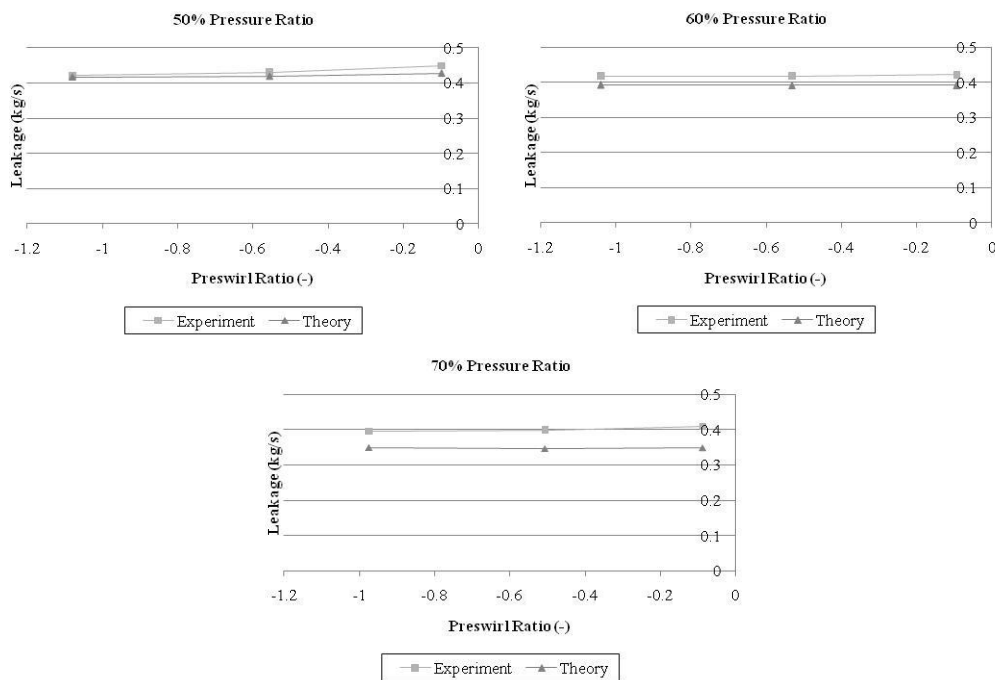 50% Pressure Ratio
0.5
0.4
0.3
0.2
0.1
0
Leakage (kg/s)
-1.2 -1 -0.8 -0.6 -0.4 -0.2 0
Preswirl Ratio (-)
Experiment Theory
60% Pressure Ratio
0.5
0.4
0.3
0.2
0.1
0
Leakage (kg/s)
-1.2 -1 -0.8 -0.6 -0.4 -0.2 0
Preswirl Ratio (-)
Experiment Theory
70% Pressure Ratio
0.5
0.4
0.3
0.2
0.1
0
Leakage (kg/s)
-1.2 -1 -0.8 -0.6 -0.4 -0.2 0
Preswirl Ratio (-)
Experiment Theory